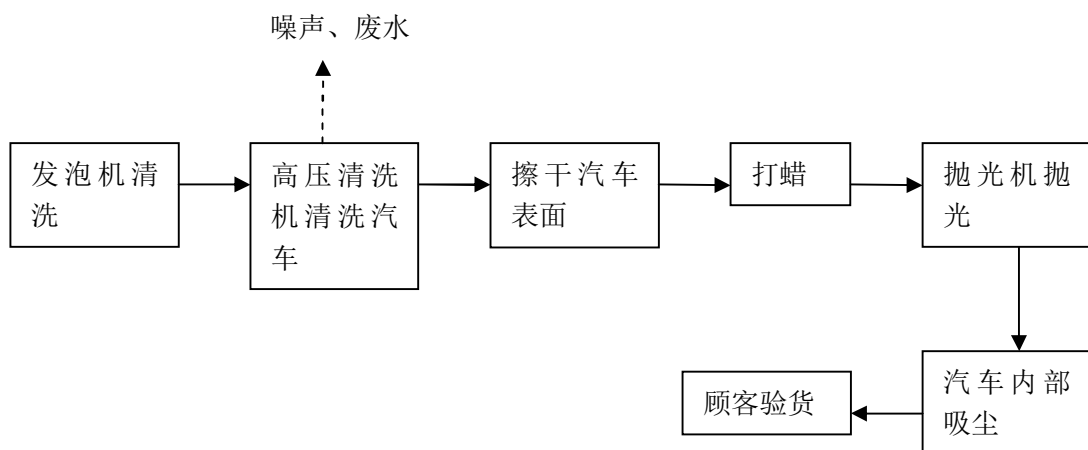 噪声、废水
发泡机清
洗
高压清洗
机清洗汽
车
擦干汽车
表面
打蜡
抛光机抛
光
汽车内部
吸尘
顾客验货